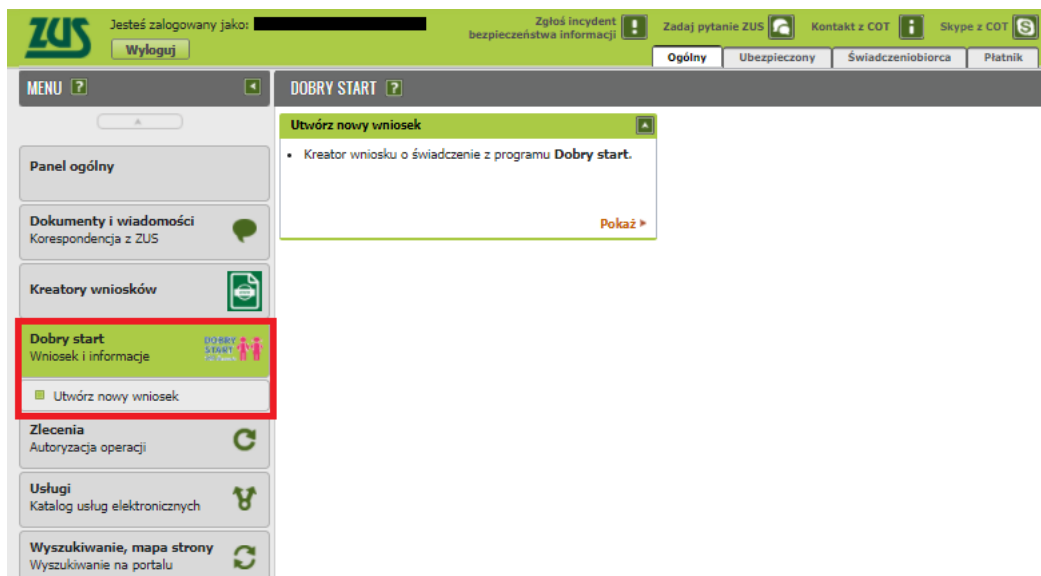 ZUS
Jesteś zalogowany jako:
Wyloguj
Zgłoś incydent
bezpieczeństwa informacji
Zadaj pytanie ZUS
Kontakt z COT
Skype z COT
Ogólny
Ubezpieczony
Świadczeniobiorca
Płatnik
MENU ?
DOBRY START ?
Utwórz nowy wniosek
• Kreator wniosku o świadczenie z programu Dobry start.
Pokaż
Panel ogólny
Dokumenty i wiadomości
Korespondencja z ZUS
Kreatory wniosków
Dobry start
Wniosek i informacje
DOBRY
START
Utwórz nowy wniosek
Zlecenia
Autoryzacja operacji
Usługi
Katalog usług elektronicznych
Wyszukiwanie, mapa strony
Wyszukiwanie na portalu